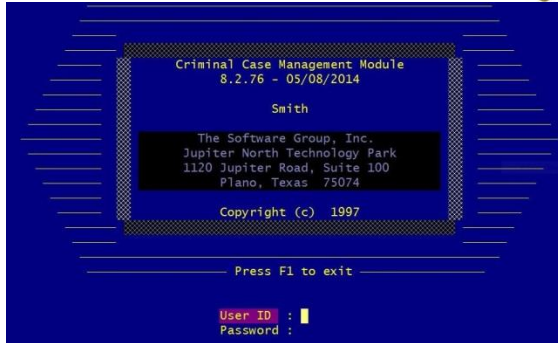 Criminal Case Management Module
8.2.76 - 05/08/2014
Smith
The Software Group, Inc.
Jupiter North Technology Park
1120 Jupiter Road, Suite 100
Plano, Texas 75074
Copyright (c) 1997
Press F1 to exit
User ID :
Password :